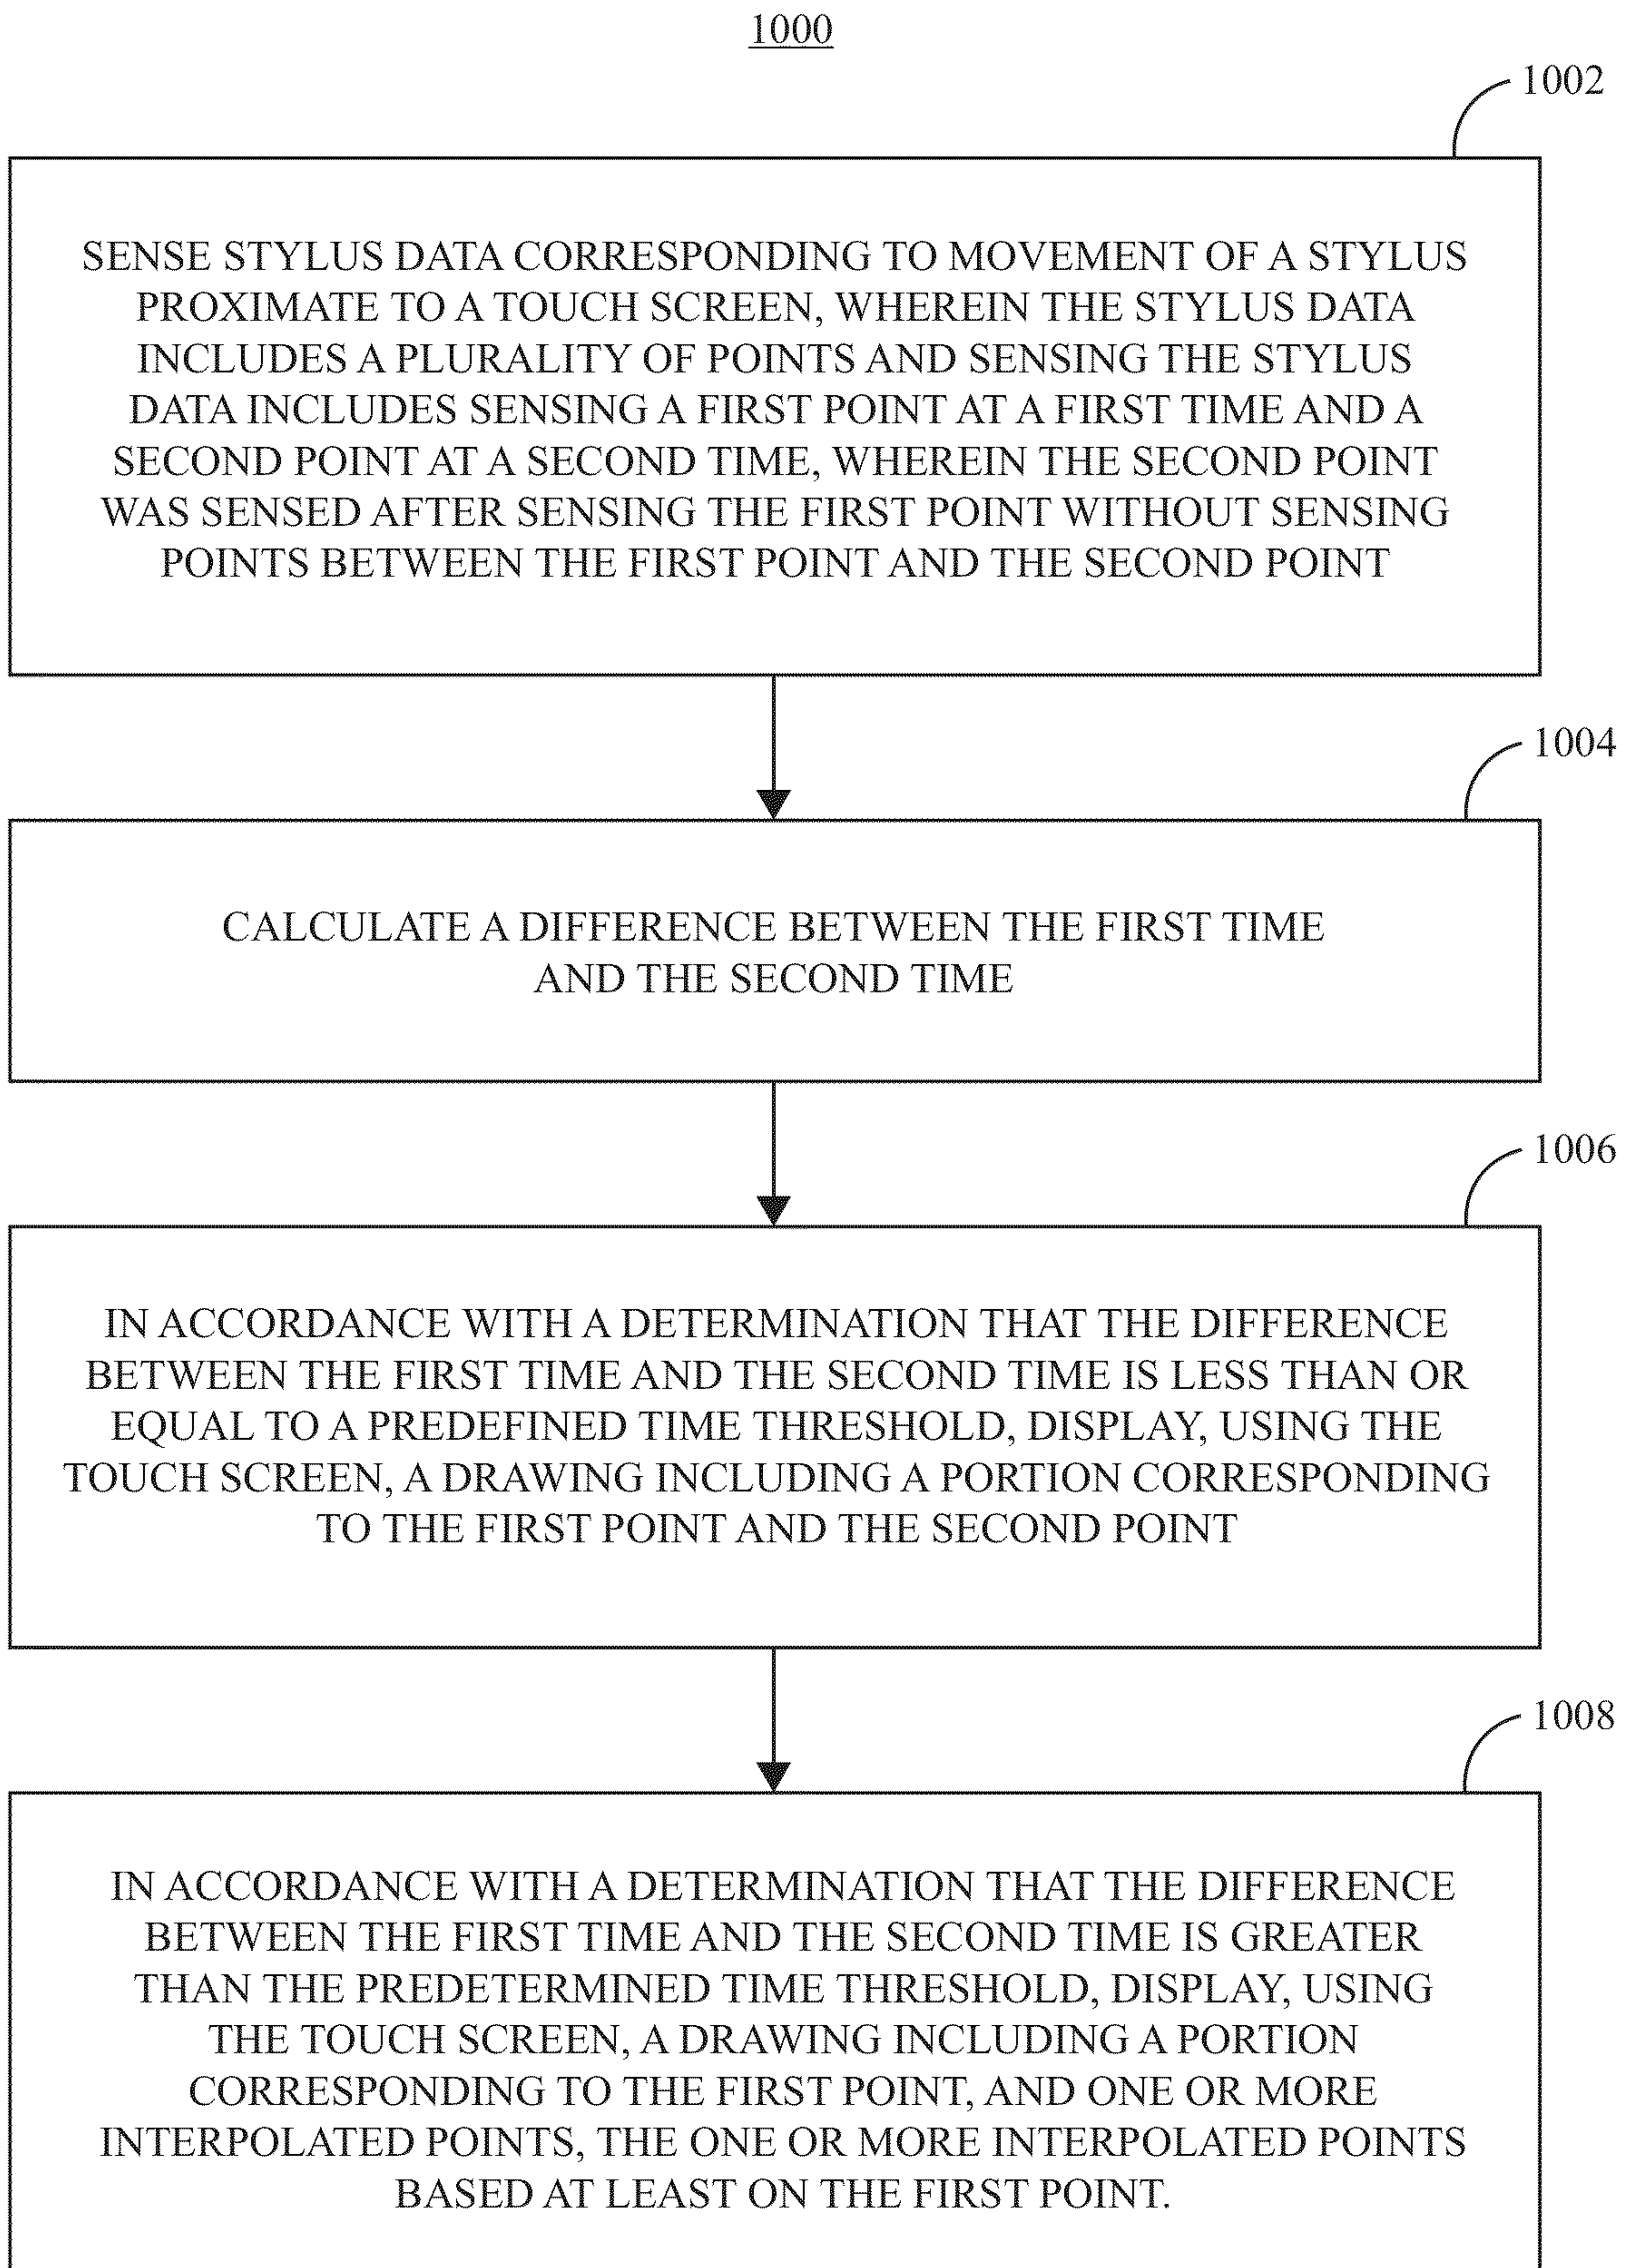 1000
1002
SENSE STYLUS DATA CORRESPONDING TO MOVEMENT OF A STYLUS
PROXIMATE TO A TOUCH SCREEN, WHEREIN THE STYLUS DATA
INCLUDES A PLURALITY OF POINTS AND SENSING THE STYLUS
DATA INCLUDES SENSING A FIRST POINT AT A FIRST TIME AND A
SECOND POINT AT A SECOND TIME, WHEREIN THE SECOND POINT
WAS SENSED AFTER SENSING THE FIRST POINT WITHOUT SENSING
POINTS BETWEEN THE FIRST POINT AND THE SECOND POINT
1004
CALCULATE A DIFFERENCE BETWEEN THE FIRST TIME
AND THE SECOND TIME
1006
IN ACCORDANCE WITH A DETERMINATION THAT THE DIFFERENCE
BETWEEN THE FIRST TIME AND THE SECOND TIME IS LESS THAN OR
EQUAL TO A PREDEFINED TIME THRESHOLD, DISPLAY, USING THE
TOUCH SCREEN, A DRAWING INCLUDING A PORTION CORRESPONDING
TO THE FIRST POINT AND THE SECOND POINT
1008
IN ACCORDANCE WITH A DETERMINATION THAT THE DIFFERENCE
BETWEEN THE FIRST TIME AND THE SECOND TIME IS GREATER
THAN THE PREDETERMINED TIME THRESHOLD, DISPLAY, USING
THE TOUCH SCREEN, A DRAWING INCLUDING A PORTION
CORRESPONDING TO THE FIRST POINT, AND ONE OR MORE
INTERPOLATED POINTS, THE ONE OR MORE INTERPOLATED POINTS
BASED AT LEAST ON THE FIRST POINT.